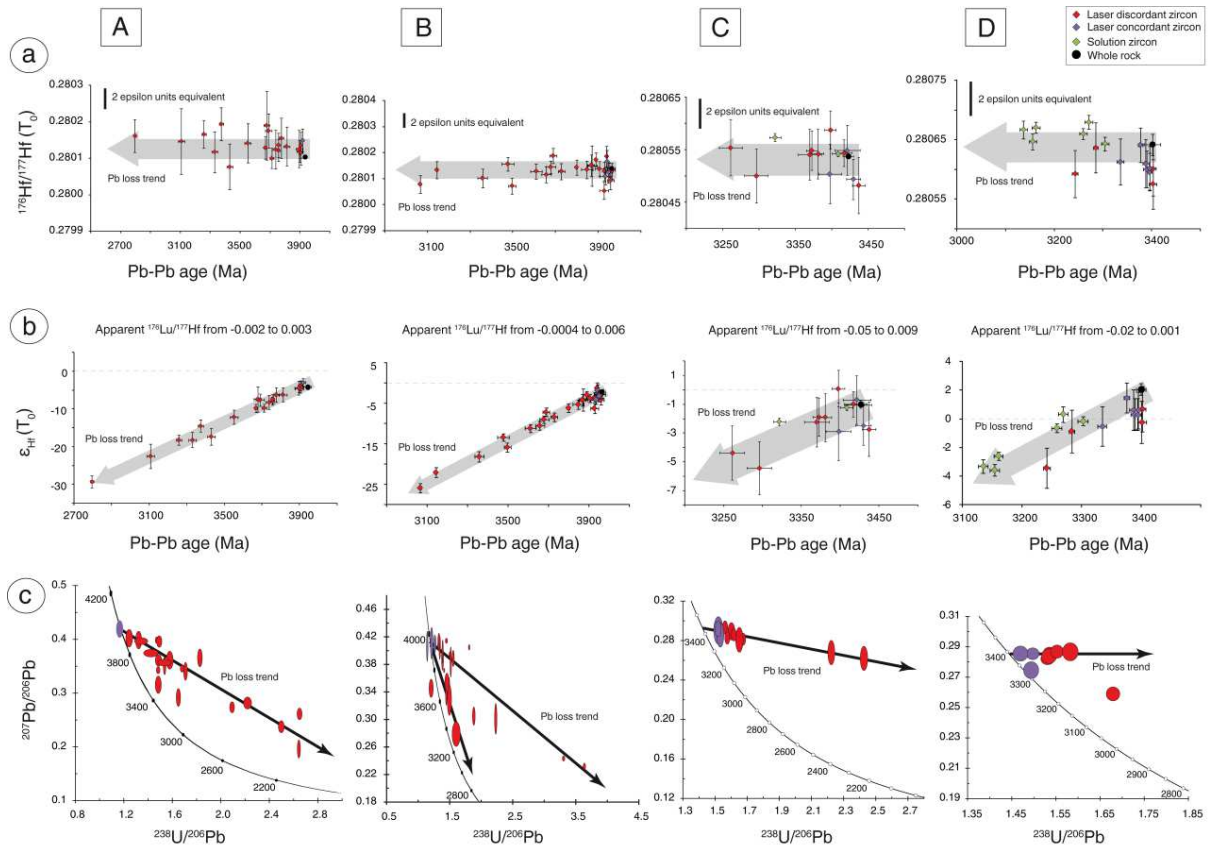 A
B
C
D
Laser discordant zircon
Laser concordant zircon
Solution zircon
Whole rock
a
¹⁷⁶Hf/¹⁷⁷Hf (T₀)
0.2803
0.2802
0.2801
0.2800
0.2799
2 epsilon units equivalent
Pb loss trend
2700 3100 3500 3900
Pb-Pb age (Ma)
0.2804
0.2803
0.2802
0.2801
0.2800
0.2799
2 epsilon units equivalent
Pb loss trend
3100 3500 3900
Pb-Pb age (Ma)
0.28065
0.28055
0.28045
2 epsilon units equivalent
Pb loss trend
3250 3350 3450
Pb-Pb age (Ma)
0.28075
0.28065
0.28055
2 epsilon units equivalent
Pb loss trend
3000 3200 3400
Pb-Pb age (Ma)
b
εHf(T₀)
Apparent ¹⁷⁶Lu/¹⁷⁷Hf from -0.002 to 0.003
0
-10
-20
-30
Pb loss trend
2700 3100 3500 3900
Pb-Pb age (Ma)
Apparent ¹⁷⁶Lu/¹⁷⁷Hf from -0.0004 to 0.006
5
-5
-15
-25
Pb loss trend
3100 3500 3900
Pb-Pb age (Ma)
Apparent ¹⁷⁶Lu/¹⁷⁷Hf from -0.05 to 0.009
1
-1
-3
-5
-7
Pb loss trend
3250 3350 3450
Pb-Pb age (Ma)
Apparent ¹⁷⁶Lu/¹⁷⁷Hf from -0.02 to 0.001
4
2
0
-2
-4
-6
Pb loss trend
3100 3200 3300 3400
Pb-Pb age (Ma)
c
²⁰⁷Pb/²⁰⁶Pb
0.5
0.4
0.3
0.2
0.1
4200
3800
3400
3000
2600
2200
Pb loss trend
0.8 1.2 1.6 2.0 2.4 2.8
²³⁸U/²⁰⁶Pb
0.46
0.42
0.38
0.34
0.30
0.26
0.22
0.18
4000
3600
3200
2800
Pb loss trend
0.5 1.5 2.5 3.5 4.5
²³⁸U/²⁰⁶Pb
0.32
0.28
0.24
0.20
0.16
0.12
3400
3200
3000
2800
2600
2400
2200
Pb loss trend
1.3 1.5 1.7 1.9 2.1 2.3 2.5 2.7
²³⁸U/²⁰⁶Pb
0.31
0.29
0.27
0.25
0.23
0.21
0.19
3400
3300
3200
3100
3000
2900
2800
Pb loss trend
1.35 1.45 1.55 1.65 1.75 1.85
²³⁸U/²⁰⁶Pb